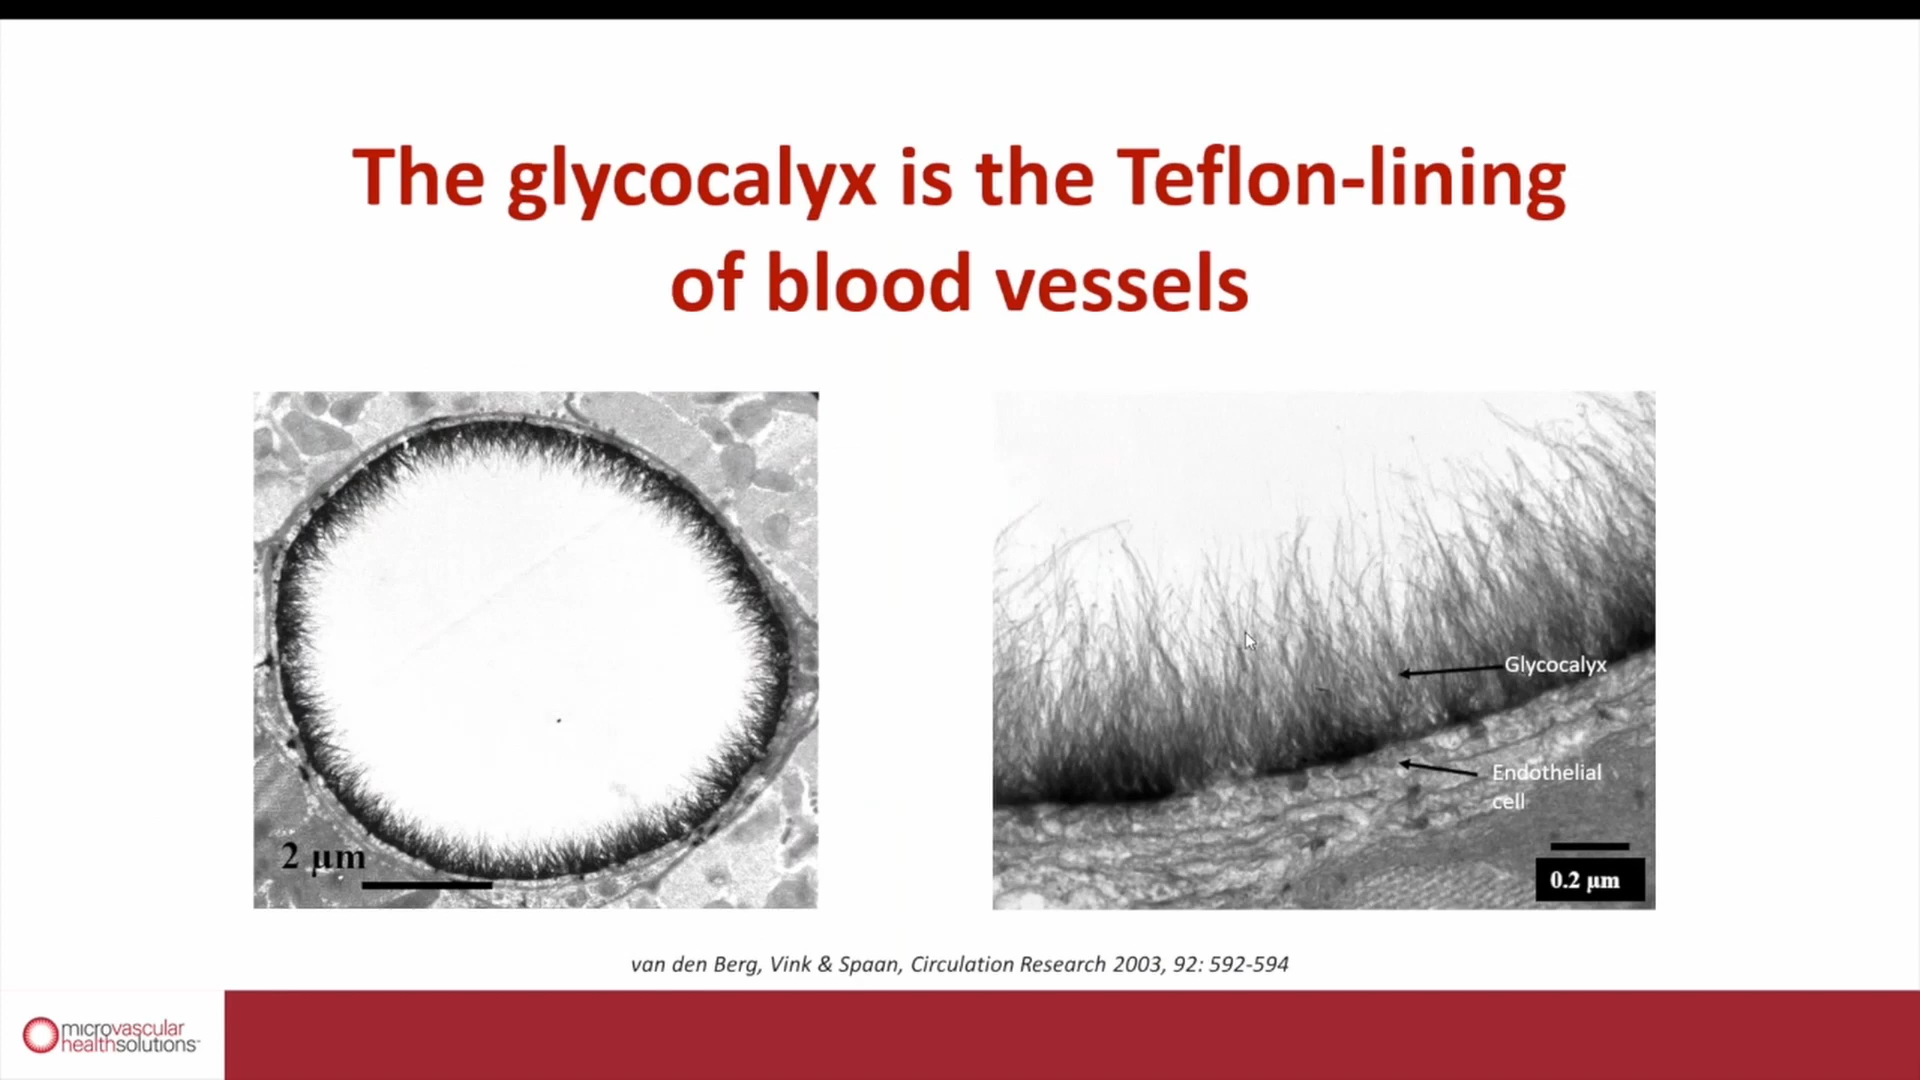 The glycocalyx is the Teflon-lining
of blood vessels
2 µm
Glycocalyx
Endothelial
cell
0.2 µm
van den Berg, Vink & Spaan, Circulation Research 2003, 92: 592-594
microvascular
healthsolutions